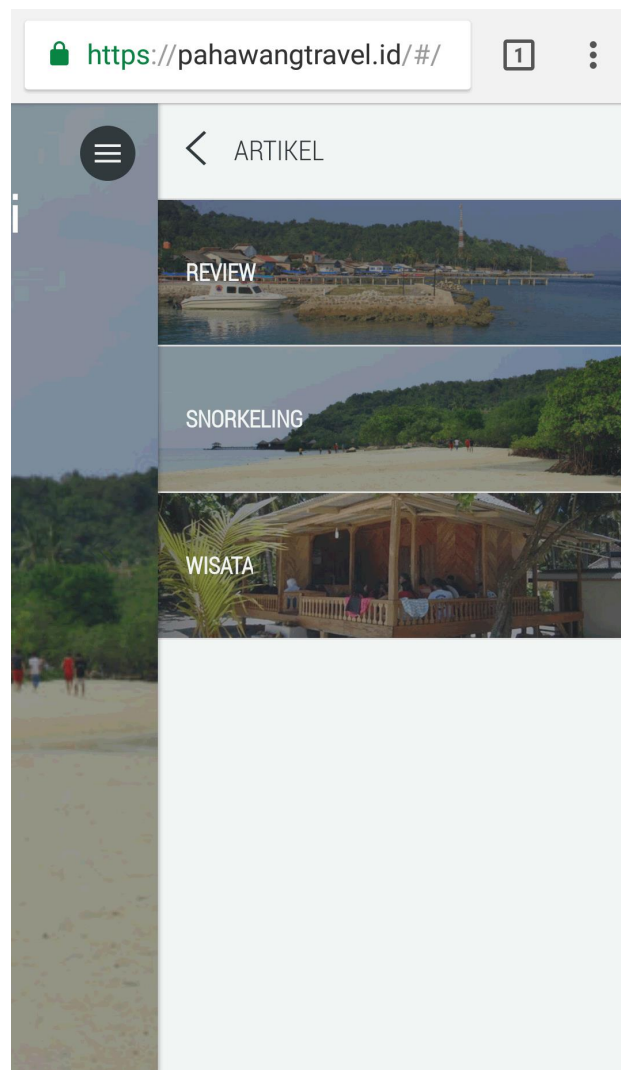 https://pahawangtravel.id/#/
1
ARTIKEL
i
REVIEW
SNORKELING
WISATA